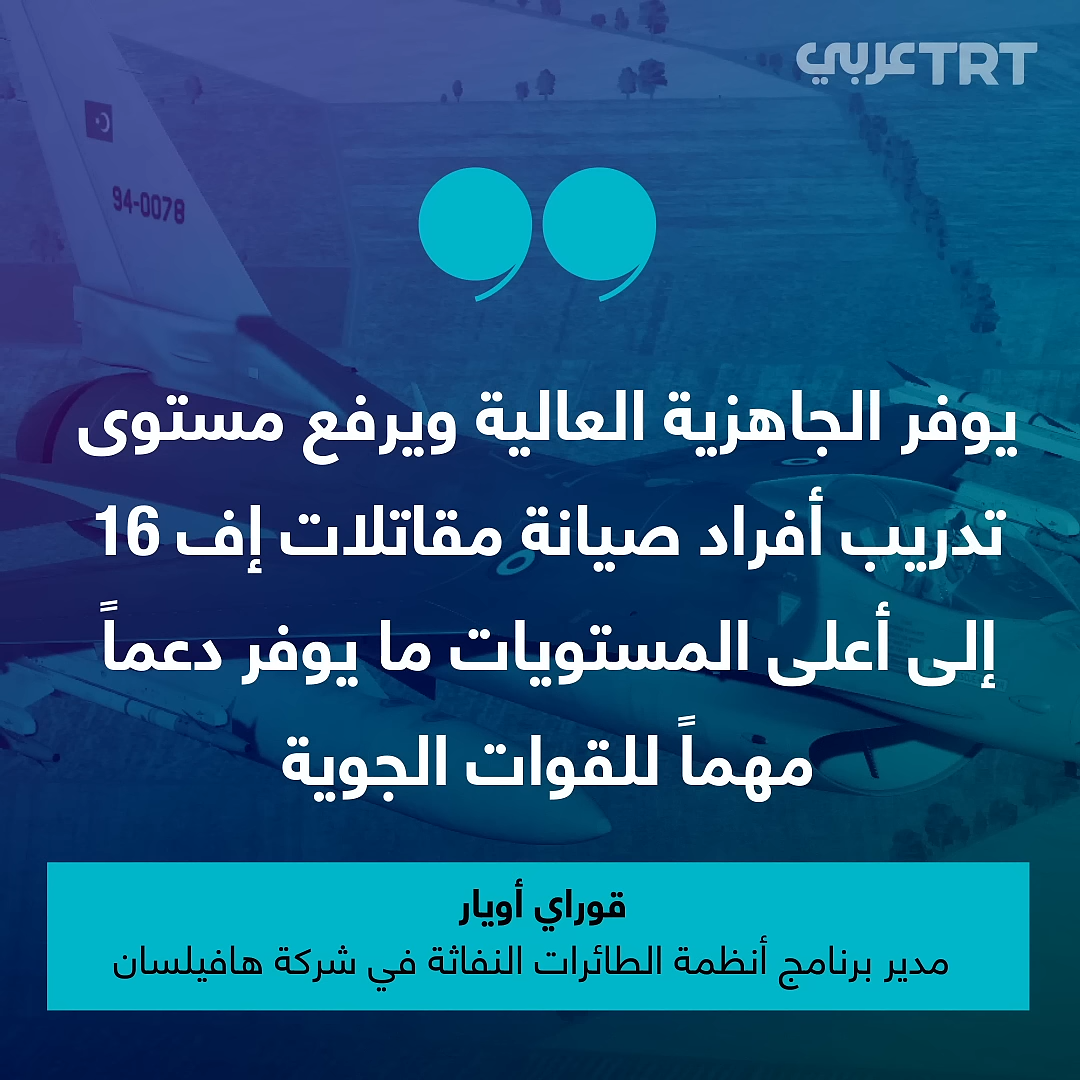 TRT عربي
94-0078
يوفر الجاهزية العالية ويرفع مستوى
تدريب أفراد صيانة مقاتلات إف 16
إلى أعلى المستويات ما يوفر دعماً
مهماً للقوات الجوية
قوراي أويار
مدير برنامج أنظمة الطائرات النفاثة في شركة هافيلسان